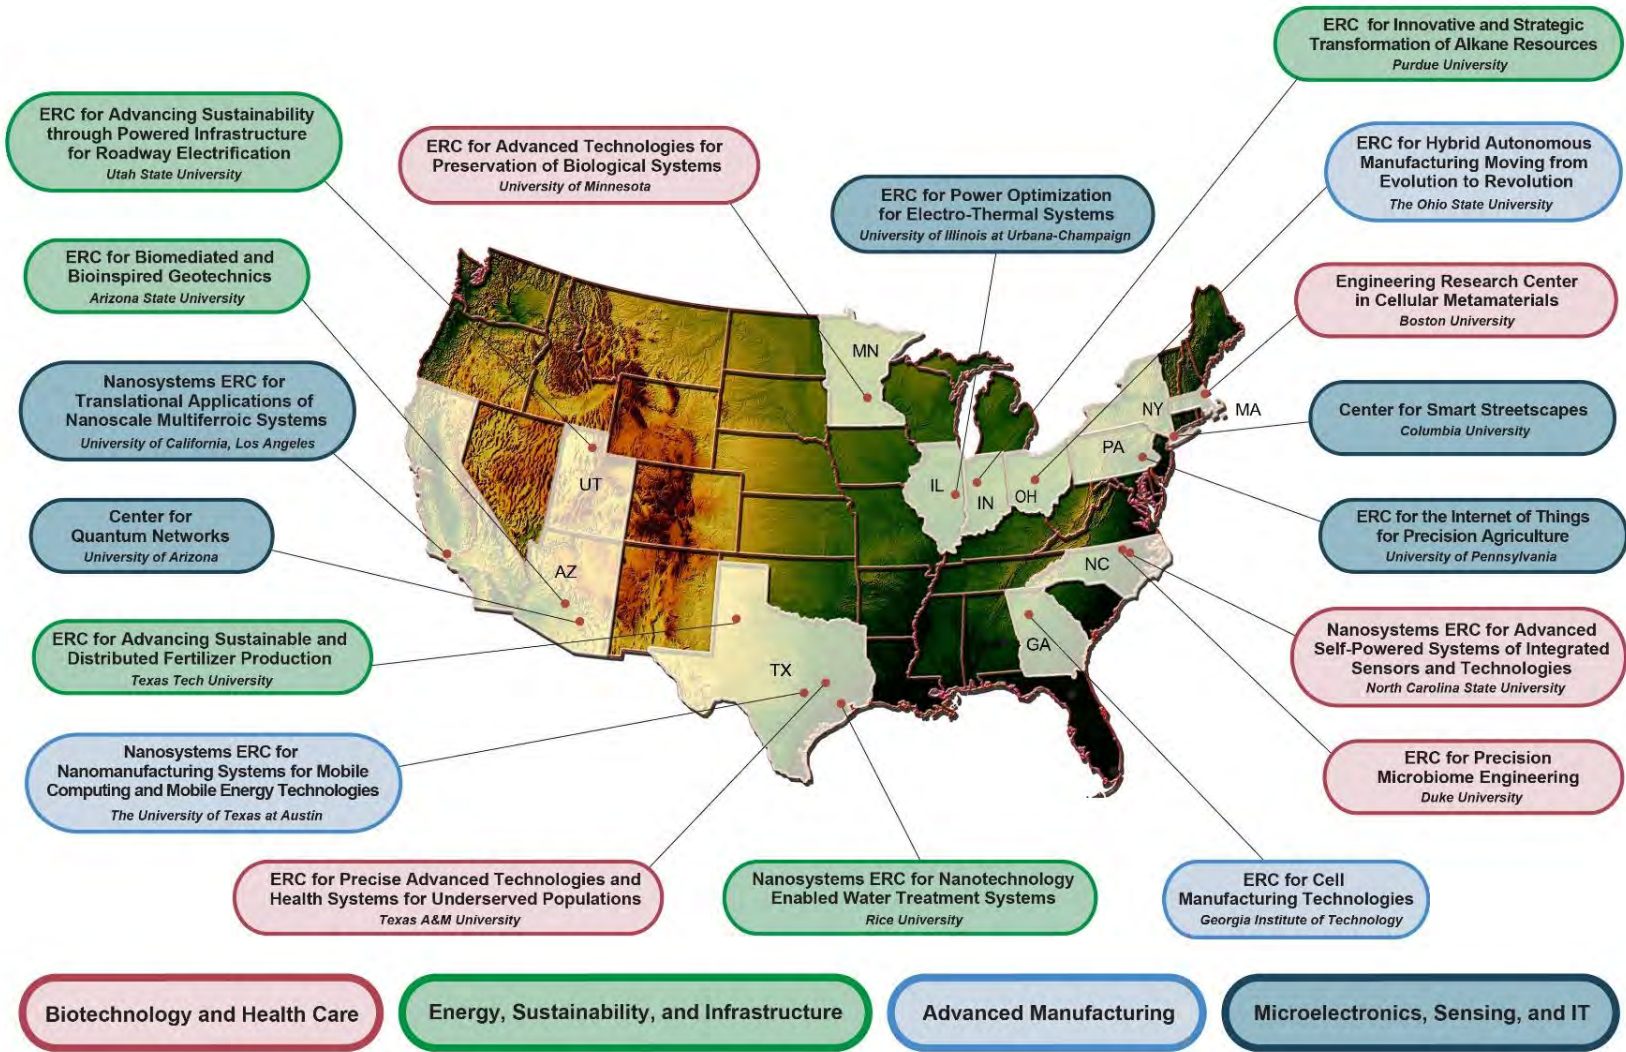 ERC for Innovative and Strategic
Transformation of Alkane Resources
Purdue University
ERC for Advancing Sustainability
through Powered Infrastructure
for Roadway Electrification
Utah State University
ERC for Advanced Technologies for
Preservation of Biological Systems
University of Minnesota
ERC for Power Optimization
for Electro-Thermal Systems
University of Illinois at Urbana-Champaign
ERC for Hybrid Autonomous
Manufacturing Moving from
Evolution to Revolution
The Ohio State University
ERC for Biomediated and
Bioinspired Geotechnics
Arizona State University
Engineering Research Center
in Cellular Metamaterials
Boston University
Nanosystems ERC for
Translational Applications of
Nanoscale Multiferroic Systems
University of California, Los Angeles
Center for Smart Streetscapes
Columbia University
Center for
Quantum Networks
University of Arizona
ERC for the Internet of Things
for Precision Agriculture
University of Pennsylvania
MN
NY
MA
PA
UT
IL
IN
OH
AZ
NC
GA
TX
ERC for Advancing Sustainable and
Distributed Fertilizer Production
Texas Tech University
Nanosystems ERC for Advanced
Self-Powered Systems of Integrated
Sensors and Technologies
North Carolina State University
Nanosystems ERC for
Nanomanufacturing Systems for Mobile
Computing and Mobile Energy Technologies
The University of Texas at Austin
ERC for Precision
Microbiome Engineering
Duke University
ERC for Precise Advanced Technologies and
Health Systems for Underserved Populations
Texas A&M University
Nanosystems ERC for Nanotechnology
Enabled Water Treatment Systems
Rice University
ERC for Cell
Manufacturing Technologies
Georgia Institute of Technology
Biotechnology and Health Care
Energy, Sustainability, and Infrastructure
Advanced Manufacturing
Microelectronics, Sensing, and IT